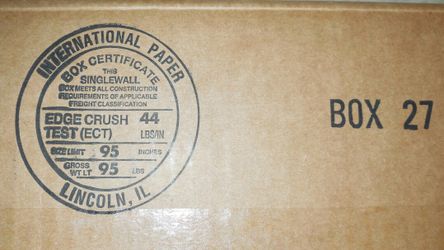 INTERNATIONAL PAPER
BOX CERTIFICATE
THIS
SINGLEWALL
BOX MEETS ALL CONSTRUCTION
REQUIREMENTS OF APPLICABLE
FREIGHT CLASSIFICATION
EDGE CRUSH 44
TEST (ECT) LBS/IN
SIZE LIMIT 95 INCHES
GROSS
WT LT 95 LBS
LINCOLN, IL
BOX 27